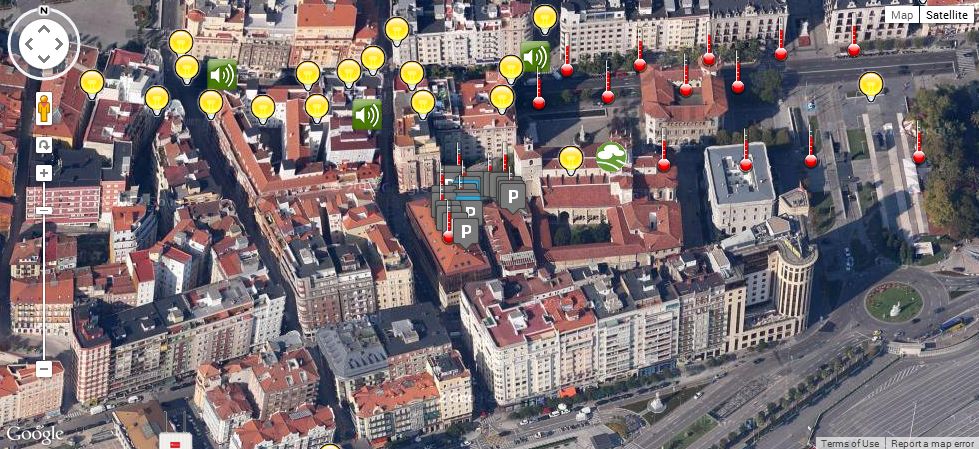 N
Map
Satellite
P
P
P
Google
Terms of Use
Report a map error